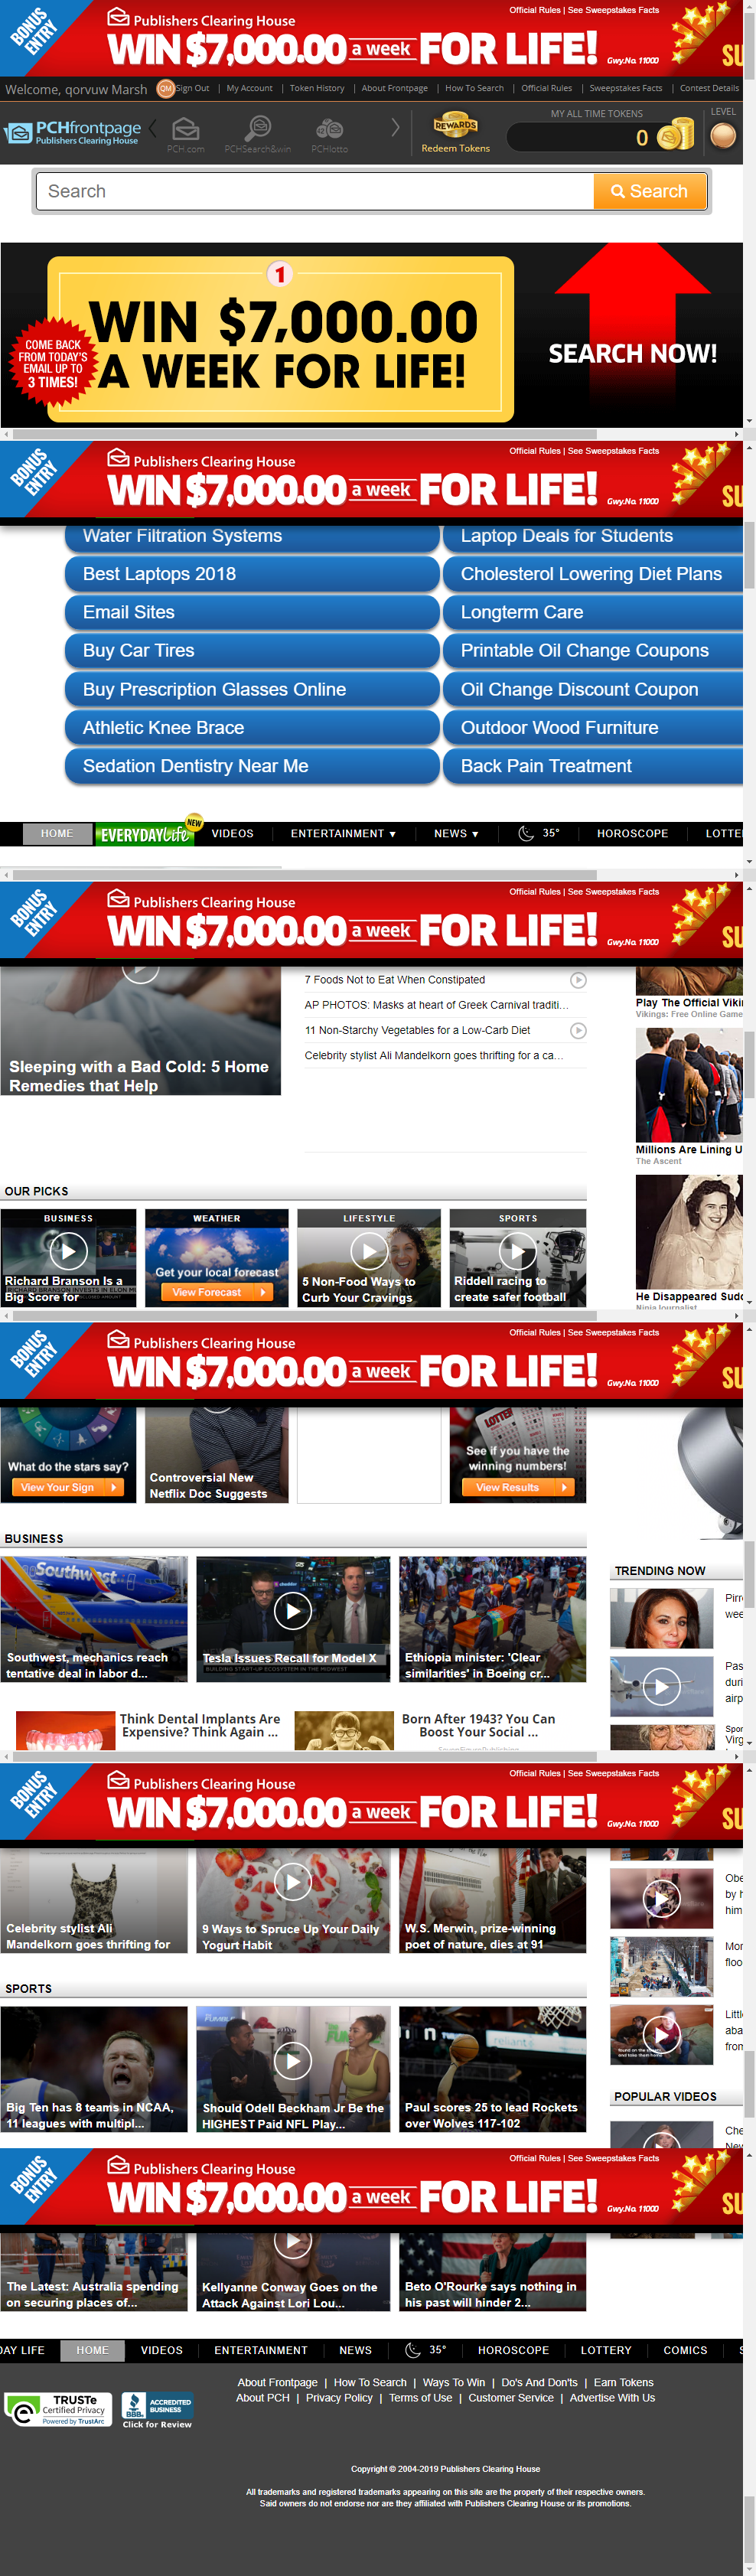 BONUS ENTRY
Publishers Clearing House
Official Rules | See Sweepstakes Facts
WIN $7,000.00 a week FOR LIFE!
Gwy.No. 11000
SU
Welcome, qorvuw Marsh
QM
Sign Out
My Account
Token History
About Frontpage
How To Search
Official Rules
Sweepstakes Facts
Contest Details
PCHfrontpage
Publishers Clearing House
PCH.com
PCHSearch&win
PCHlotto
REWARDS
Redeem Tokens
MY ALL TIME TOKENS
0
LEVEL
Search
Search
1
WIN $7,000.00
A WEEK FOR LIFE!
COME BACK
FROM TODAY'S
EMAIL UP TO
3 TIMES!
SEARCH NOW!
BONUS ENTRY
Publishers Clearing House
Official Rules | See Sweepstakes Facts
WIN $7,000.00 a week FOR LIFE!
Gwy.No. 11000
SU
Water Filtration Systems
Laptop Deals for Students
Best Laptops 2018
Cholesterol Lowering Diet Plans
Email Sites
Longterm Care
Buy Car Tires
Printable Oil Change Coupons
Buy Prescription Glasses Online
Oil Change Discount Coupon
Athletic Knee Brace
Outdoor Wood Furniture
Sedation Dentistry Near Me
Back Pain Treatment
HOME
EVERYDAY life
NEW
VIDEOS
ENTERTAINMENT
NEWS
35°
HOROSCOPE
LOTTE
BONUS ENTRY
Publishers Clearing House
Official Rules | See Sweepstakes Facts
WIN $7,000.00 a week FOR LIFE!
Gwy.No. 11000
SU
Sleeping with a Bad Cold: 5 Home
Remedies that Help
7 Foods Not to Eat When Constipated
AP PHOTOS: Masks at heart of Greek Carnival traditi...
11 Non-Starchy Vegetables for a Low-Carb Diet
Celebrity stylist Ali Mandelkorn goes thrifting for a ca...
Play The Official Viki
Vikings: Free Online Game
Millions Are Lining U
The Ascent
He Disappeared Sudd
Ninja Journalist
OUR PICKS
BUSINESS
Richard Branson Is a
Big Score for
WEATHER
Get your local forecast
View Forecast
LIFESTYLE
5 Non-Food Ways to
Curb Your Cravings
SPORTS
Riddell racing to
create safer football
BONUS ENTRY
Publishers Clearing House
Official Rules | See Sweepstakes Facts
WIN $7,000.00 a week FOR LIFE!
Gwy.No. 11000
SU
What do the stars say?
View Your Sign
Controversial New
Netflix Doc Suggests
LOTTER
See if you have the
winning numbers!
View Results
BUSINESS
Southwest
Southwest, mechanics reach
tentative deal in labor d...
Tesla Issues Recall for Model X
BUILDING START-UP ECOSYSTEM IN THE MIDWEST
Ethiopia minister: 'Clear
similarities' in Boeing cr...
TRENDING NOW
Pirr
wee
Pas
duri
airp
Spor
Virg
Think Dental Implants Are
Expensive? Think Again ...
Born After 1943? You Can
Boost Your Social ...
BONUS ENTRY
Publishers Clearing House
Official Rules | See Sweepstakes Facts
WIN $7,000.00 a week FOR LIFE!
Gwy.No. 11000
SU
Celebrity stylist Ali
Mandelkorn goes thrifting for
9 Ways to Spruce Up Your Daily
Yogurt Habit
W.S. Merwin, prize-winning
poet of nature, dies at 91
Obe
by h
him
Mor
floo
Littl
aba
from
SPORTS
Big Ten has 8 teams in NCAA,
11 leagues with multipl...
Should Odell Beckham Jr Be the
HIGHEST Paid NFL Play...
Paul scores 25 to lead Rockets
over Wolves 117-102
POPULAR VIDEOS
Che
New
BONUS ENTRY
Publishers Clearing House
Official Rules | See Sweepstakes Facts
WIN $7,000.00 a week FOR LIFE!
Gwy.No. 11000
SU
The Latest: Australia spending
on securing places of...
Kellyanne Conway Goes on the
Attack Against Lori Lou...
Beto O'Rourke says nothing in
his past will hinder 2...
DAY LIFE
HOME
VIDEOS
ENTERTAINMENT
NEWS
35°
HOROSCOPE
LOTTERY
COMICS
S
TRUSTe
Certified Privacy
Powered by TrustArc
BBB
ACCREDITED
BUSINESS
Click for Review
About Frontpage | How To Search | Ways To Win | Do's And Don'ts | Earn Tokens
About PCH | Privacy Policy | Terms of Use | Customer Service | Advertise With Us
Copyright © 2004-2019 Publishers Clearing House
All trademarks and registered trademarks appearing on this site are the property of their respective owners.
Said owners do not endorse nor are they affiliated with Publishers Clearing House or its promotions.